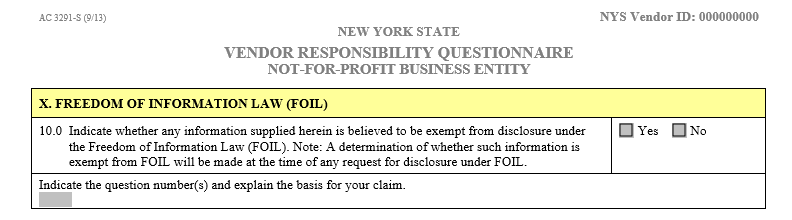 AC 3291-S (9/13)
NYS Vendor ID: 000000000
NEW YORK STATE
VENDOR RESPONSIBILITY QUESTIONNAIRE
NOT-FOR-PROFIT BUSINESS ENTITY
X. FREEDOM OF INFORMATION LAW (FOIL)
10.0 Indicate whether any information supplied herein is believed to be exempt from disclosure under
the Freedom of Information Law (FOIL). Note: A determination of whether such information is
exempt from FOIL will be made at the time of any request for disclosure under FOIL.
Yes No
Indicate the question number(s) and explain the basis for your claim.